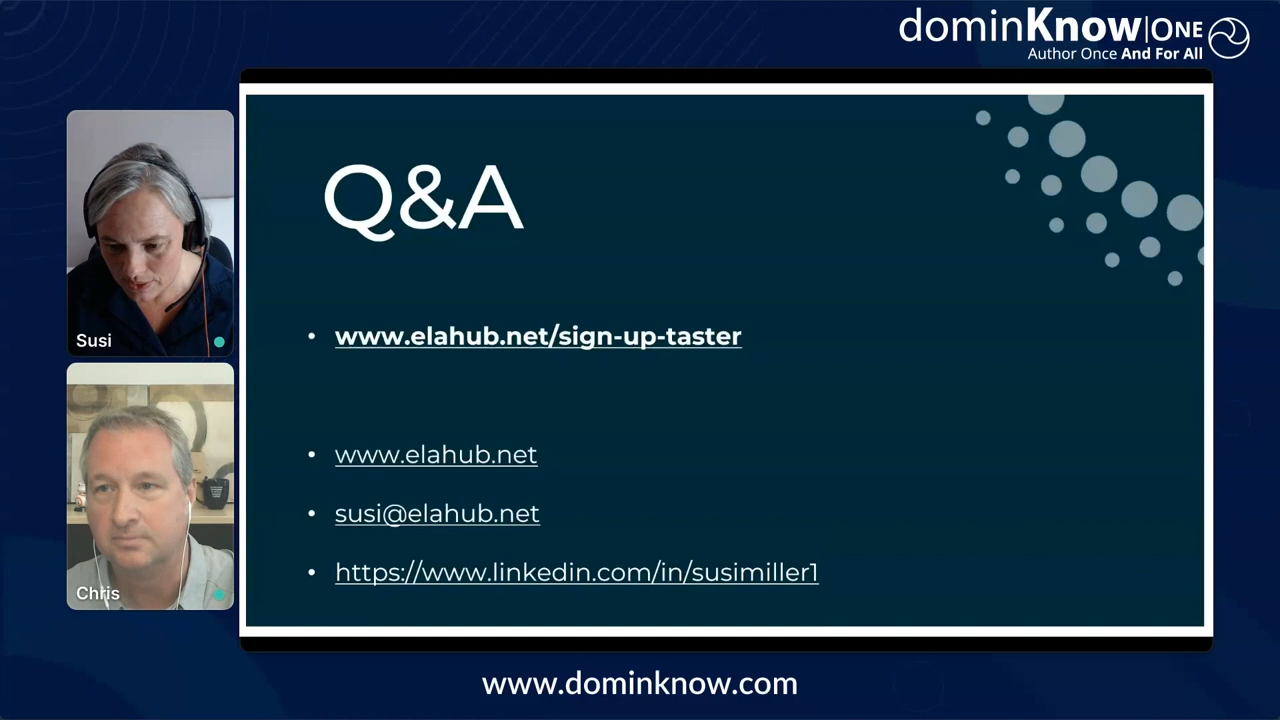 dominKnow|ONE
Author Once And For All
Q&A
• www.elahub.net/sign-up-taster
• www.elahub.net
• susi@elahub.net
• https://www.linkedin.com/in/susimiller1
Susi
Chris
www.dominknow.com